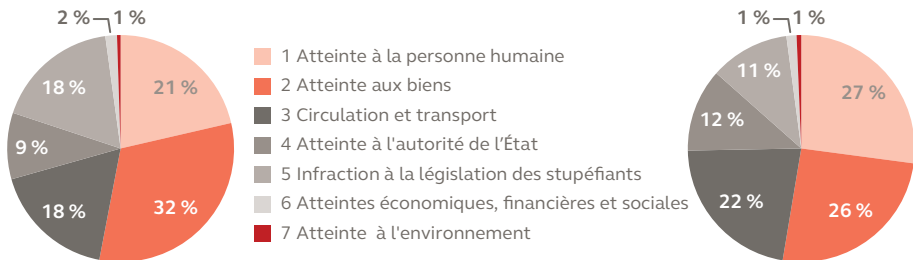 2 % 1 %
21 %
32 %
18 %
9 %
18 %
1 Atteinte à la personne humaine
2 Atteinte aux biens
3 Circulation et transport
4 Atteinte à l'autorité de l'État
5 Infraction à la législation des stupéfiants
6 Atteintes économiques, financières et sociales
7 Atteinte à l'environnement
1 % 1 %
27 %
26 %
22 %
12 %
11 %